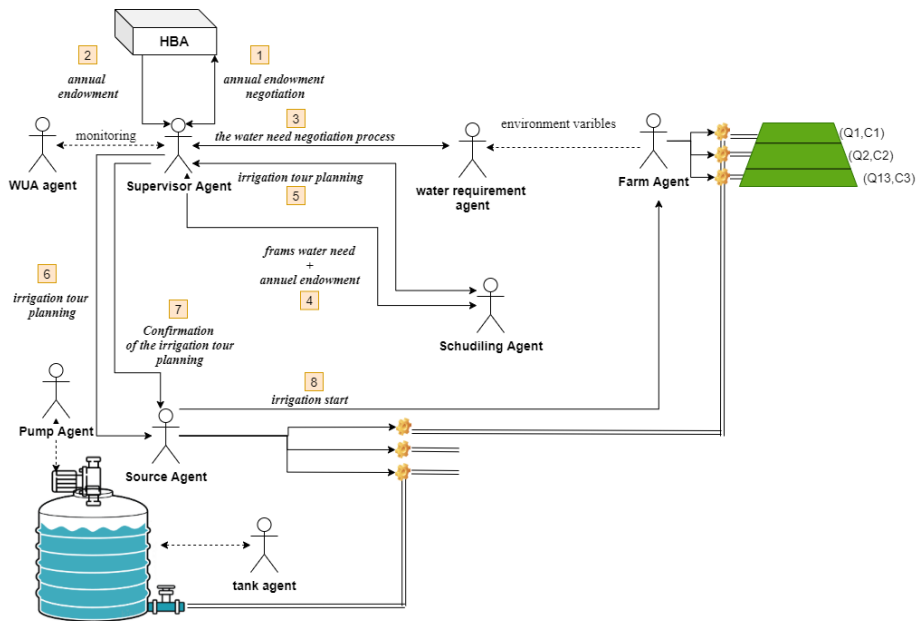 HBA
2
1
annual
endowment
annual endowment
negotiation
3
monitoring
the water need negotiation process
environment varibles
(Q1,C1)
(Q2,C2)
(Q13,C3)
WUA agent
Supervisor Agent
water requirement
agent
Farm Agent
irrigation tour planning
5
6
irrigation tour
planning
frams water need
+
annuel endowment
4
7
Confirmation
of the irrigation tour
planning
Schudiling Agent
8
irrigation start
Pump Agent
Source Agent
tank agent